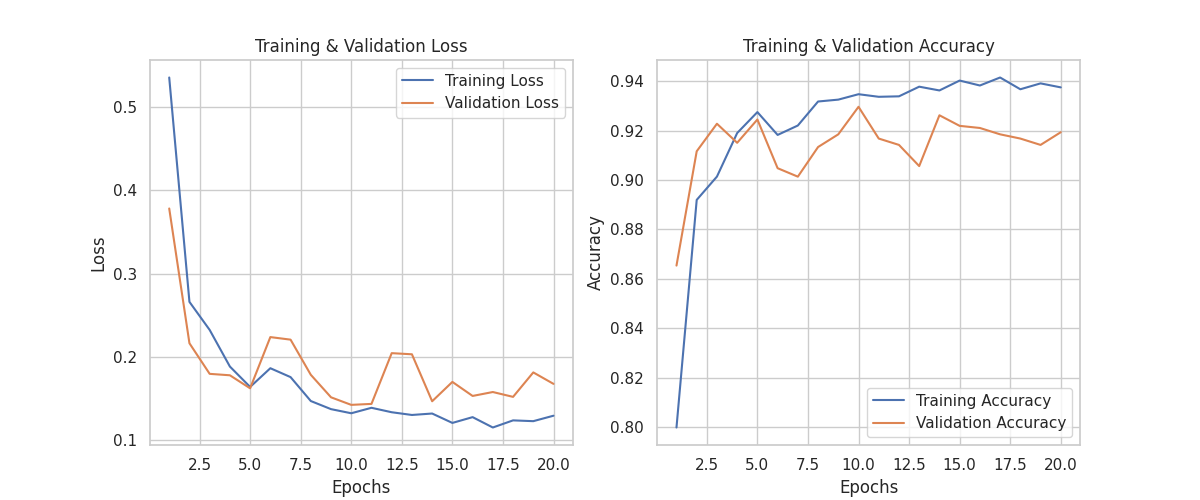 Training & Validation Loss
Training Loss
Validation Loss
0.5
0.4
0.3
0.2
0.1
Loss
2.5 5.0 7.5 10.0 12.5 15.0 17.5 20.0
Epochs
Training & Validation Accuracy
0.94
0.92
0.90
0.88
0.86
0.84
0.82
0.80
Accuracy
Training Accuracy
Validation Accuracy
2.5 5.0 7.5 10.0 12.5 15.0 17.5 20.0
Epochs